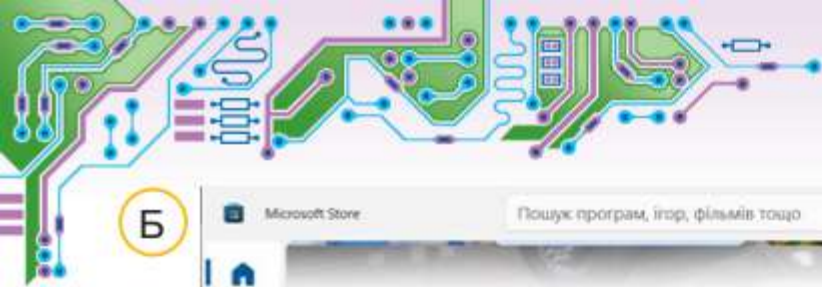 Б
Microsoft Store
Пошук програм, ігор, фільмів тощо